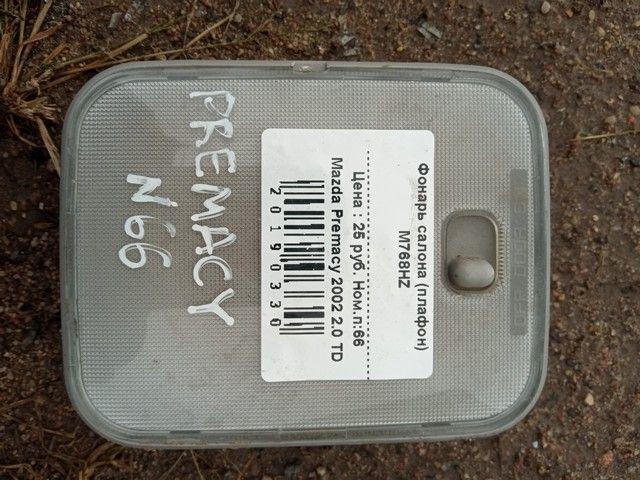 PREMACY
N66
Фонарь салона (плафон)
M768HZ
Цена : 25 руб. Ном.п:66
Mazda Premacy 2002 2.0 TD
20190330